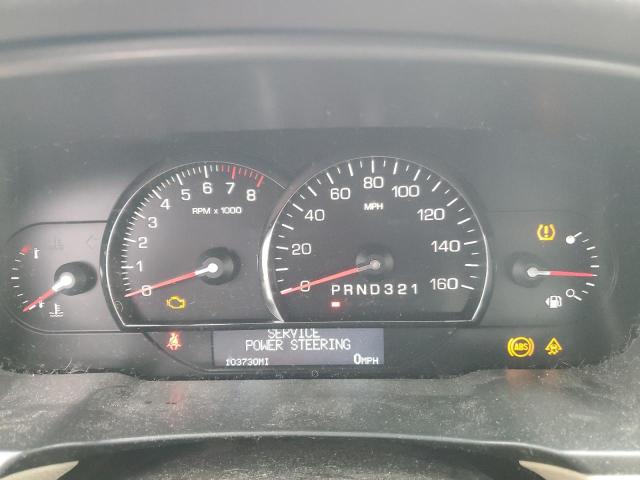 80
60 100
40 120
20 140
0 160
MPH
6 7
5 8
4
3
2
1
0
RPM x 1000
PRND321
SERVICE
POWER STEERING
103730MI 0MPH
ABS